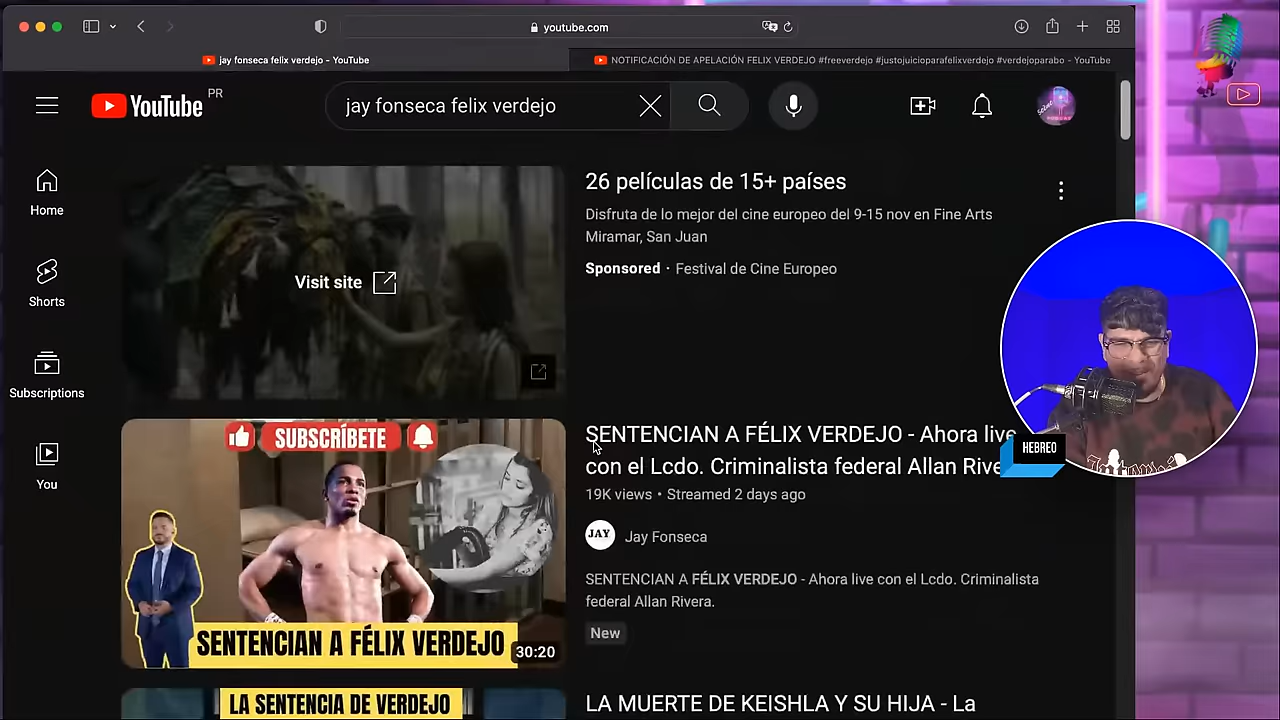 youtube.com
jay fonseca felix verdejo - YouTube
NOTIFICACIÓN DE APELACIÓN FELIX VERDEJO #freeverdejo #justojuicioparafelixverdejo #verdejoparabo - YouTube
YouTube PR
jay fonseca felix verdejo
Home
Shorts
Subscriptions
You
Visit site
26 películas de 15+ países
Disfruta de lo mejor del cine europeo del 9-15 nov en Fine Arts
Miramar, San Juan
Sponsored · Festival de Cine Europeo
SUBSCRÍBETE
SENTENCIAN A FÉLIX VERDEJO
30:20
SENTENCIAN A FÉLIX VERDEJO - Ahora live
con el Lcdo. Criminalista federal Allan Rive
19K views • Streamed 2 days ago
JAY
Jay Fonseca
SENTENCIAN A FÉLIX VERDEJO - Ahora live con el Lcdo. Criminalista
federal Allan Rivera.
New
HEBREO
LA SENTENCIA DE VERDEJO
LA MUERTE DE KEISHLA Y SU HIJA - La